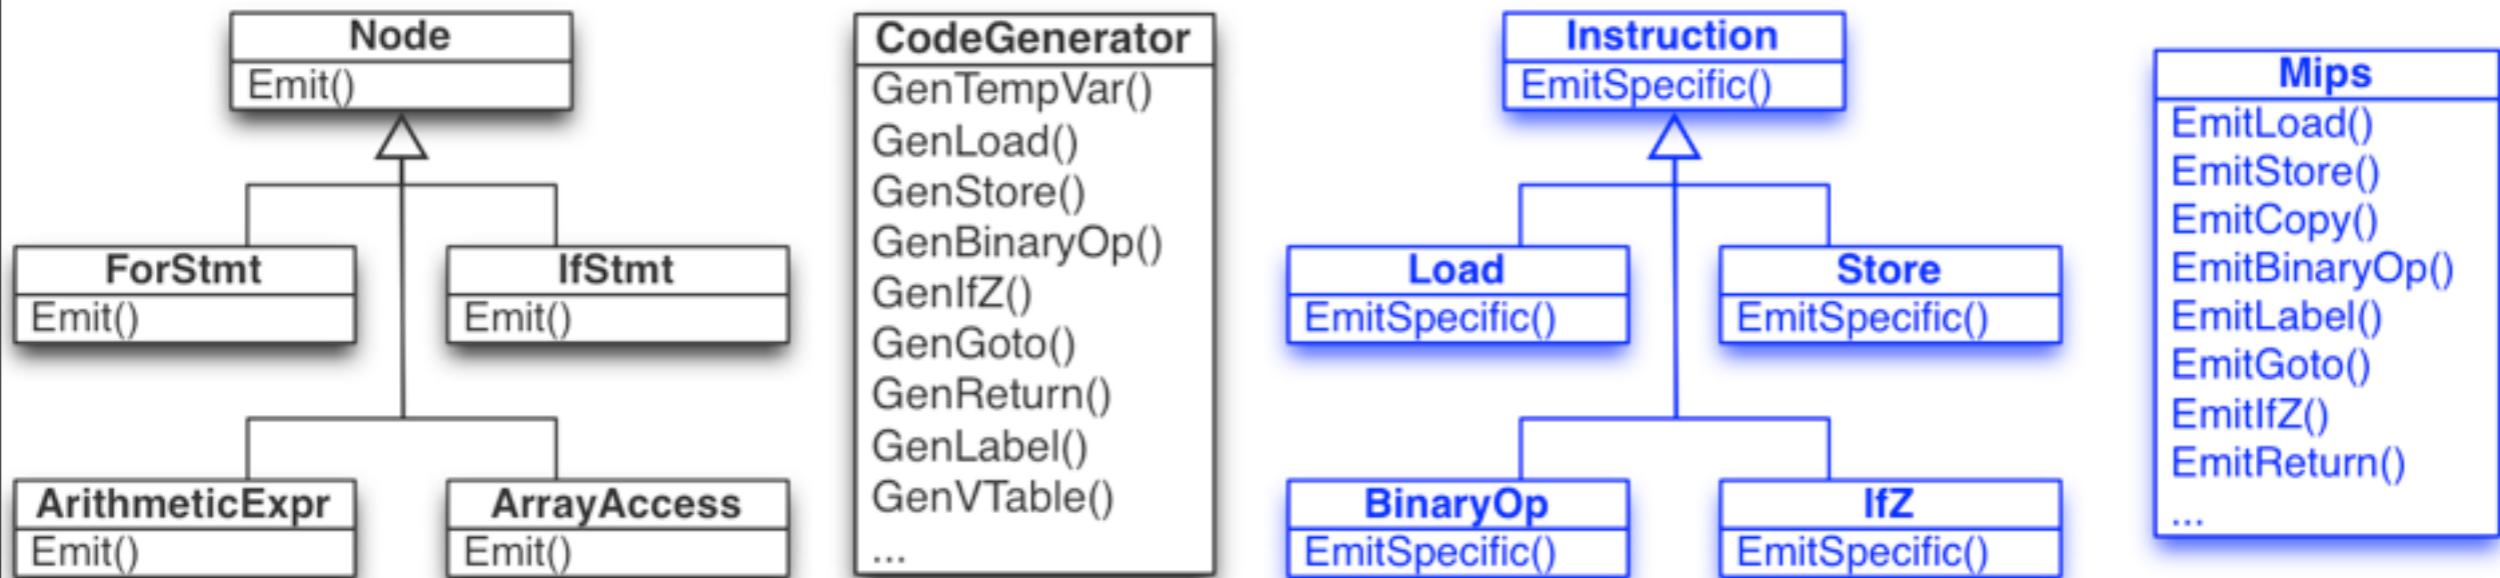 Node
Emit()
ForStmt
Emit()
IfStmt
Emit()
ArithmeticExpr
Emit()
ArrayAccess
Emit()
CodeGenerator
GenTempVar()
GenLoad()
GenStore()
GenBinaryOp()
GenIfZ()
GenGoto()
GenReturn()
GenLabel()
GenVTable()
...
Instruction
EmitSpecific()
Load
EmitSpecific()
Store
EmitSpecific()
BinaryOp
EmitSpecific()
IfZ
EmitSpecific()
Mips
EmitLoad()
EmitStore()
EmitCopy()
EmitBinaryOp()
EmitLabel()
EmitGoto()
EmitIfZ()
EmitReturn()
...